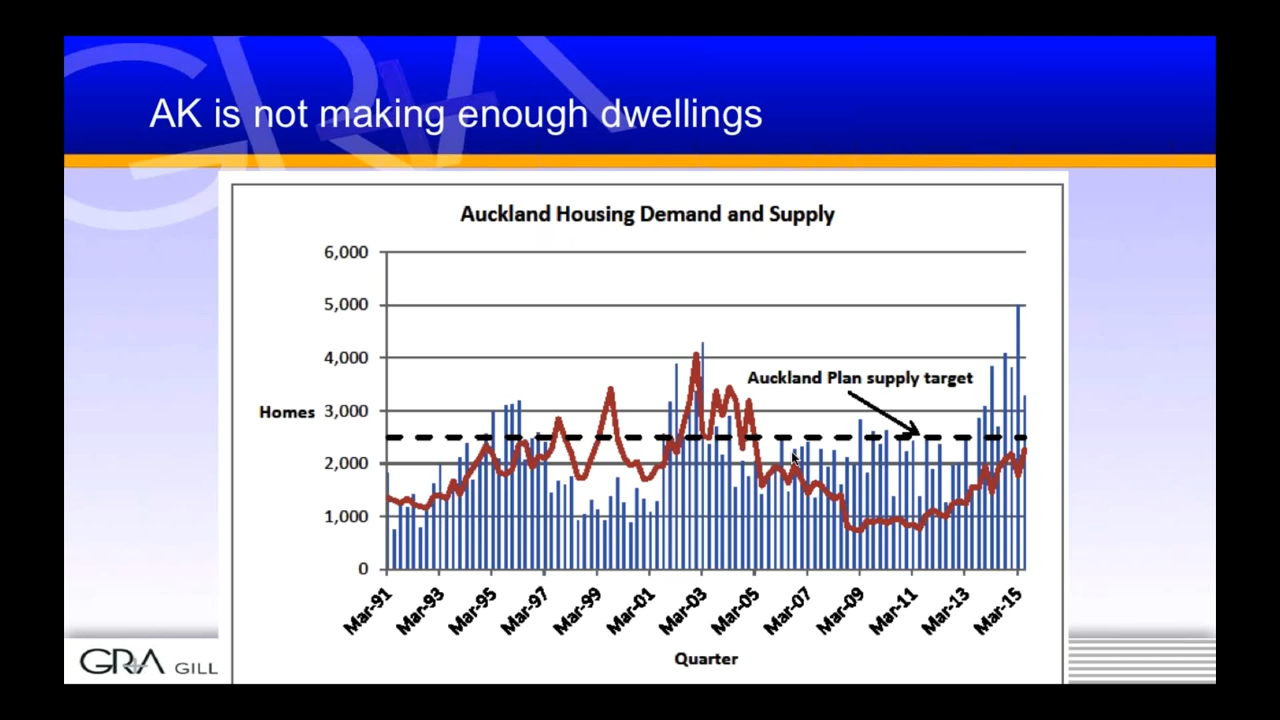 AK is not making enough dwellings
Auckland Housing Demand and Supply
6,000
5,000
4,000
Auckland Plan supply target
Homes
3,000
2,000
1,000
0
Mar-91
Mar-93
Mar-95
Mar-97
Mar-99
Mar-01
Mar-03
Mar-05
Mar-07
Mar-09
Mar-11
Mar-13
Mar-15
Quarter
GRA GILL